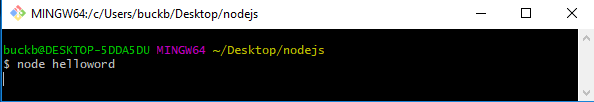 MINGW64:/c/Users/buckb/Desktop/nodejs
buckb@DESKTOP-5DDA5DU MINGW64 ~/Desktop/nodejs
$ node helloword